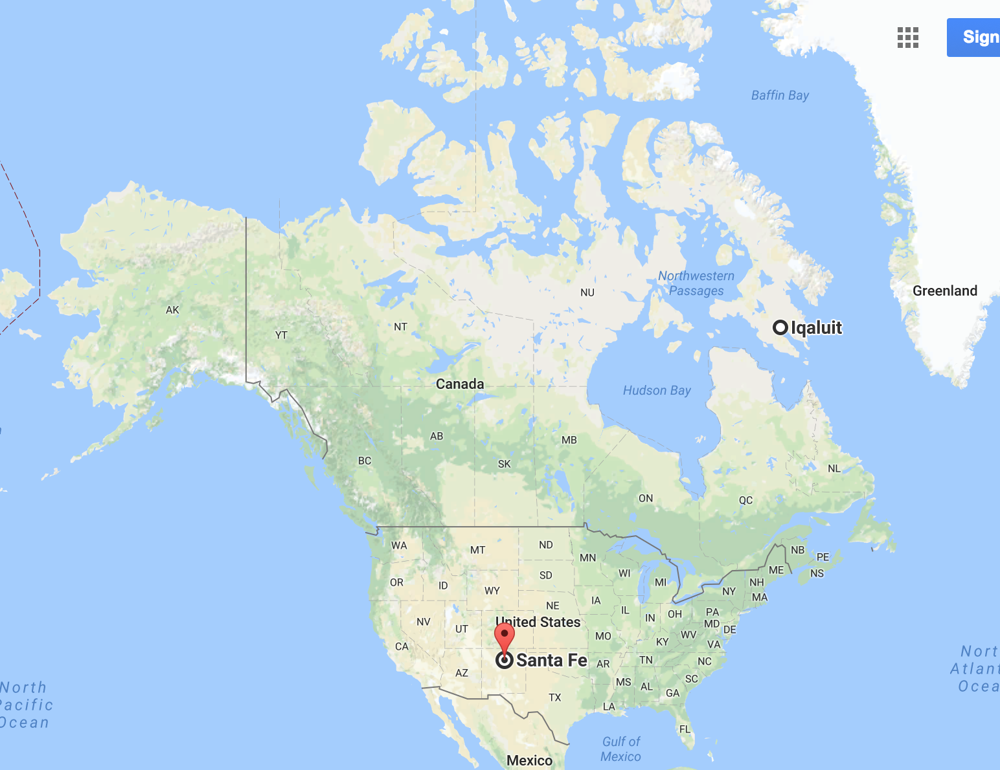 Sign
Baffin Bay
Northwestern
Passages
NU
Greenland
AK
NT
Iqaluit
YT
Canada
Hudson Bay
AB
MB
BC
SK
NL
ON
QC
WA
MT
ND
MN
NB
PE
NS
ME
WI
MI
NH
OR
ID
SD
WY
NY
MA
IA
NE
IL
OH
PA
NV
UT
United States
IN
MD
DE
MO
WV
KY
VA
CA
Santa Fe
AR
TN
NC
AZ
MS
AL
SC
GA
TX
LA
FL
North
Pacific
Ocean
Nort
Atlant
Ocea
Gulf of
Mexico
Mexico